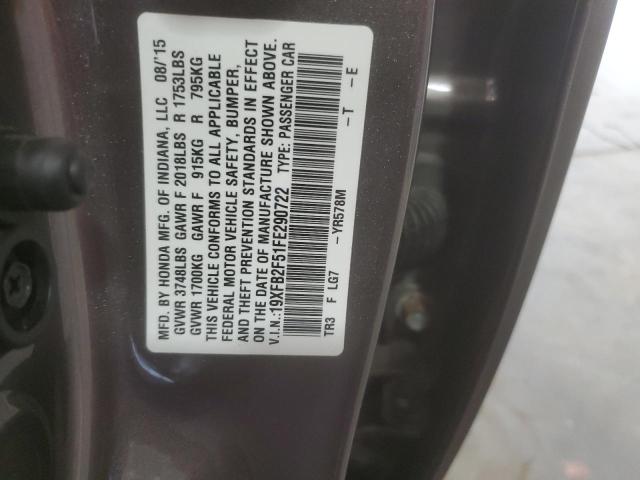 MFD. BY HONDA MFG. OF INDIANA, LLC 08/'15
GVWR 3748LBS GAWR F 2018LBS R 1753LBS
GVWR 1700KG GAWR F 915KG R 795KG
THIS VEHICLE CONFORMS TO ALL APPLICABLE
FEDERAL MOTOR VEHICLE SAFETY, BUMPER,
AND THEFT PREVENTION STANDARDS IN EFFECT
ON THE DATE OF MANUFACTURE SHOWN ABOVE.
V.I.N.:19XFB2F51FE290722 TYPE: PASSENGER CAR
TR3 F LG7 -YR578M -T -E